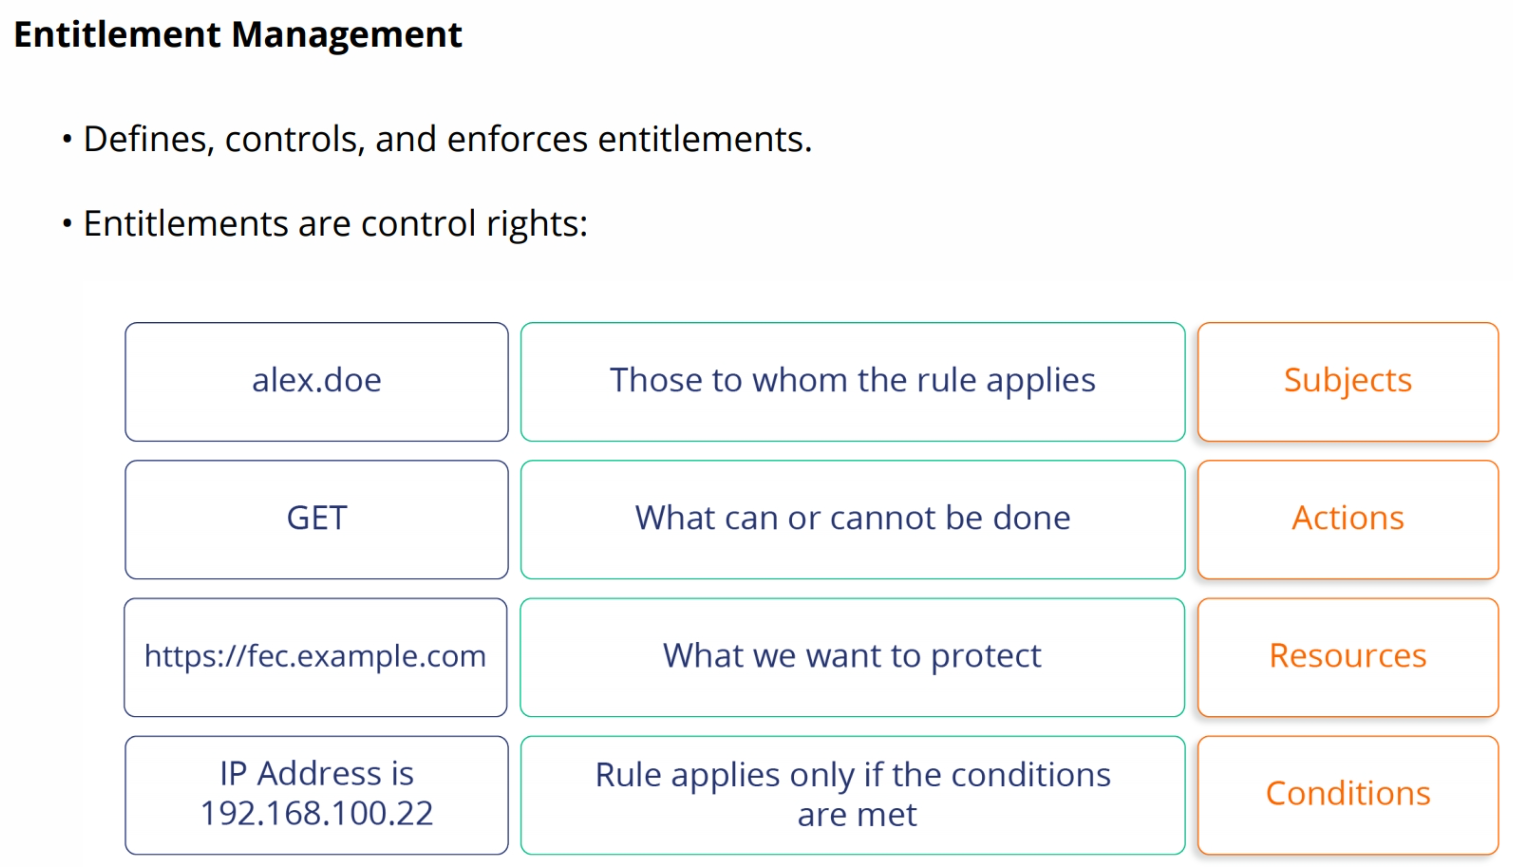 Entitlement Management
• Defines, controls, and enforces entitlements.
• Entitlements are control rights:
alex.doe
Those to whom the rule applies
Subjects
GET
What can or cannot be done
Actions
https://fec.example.com
What we want to protect
Resources
IP Address is
192.168.100.22
Rule applies only if the conditions
are met
Conditions